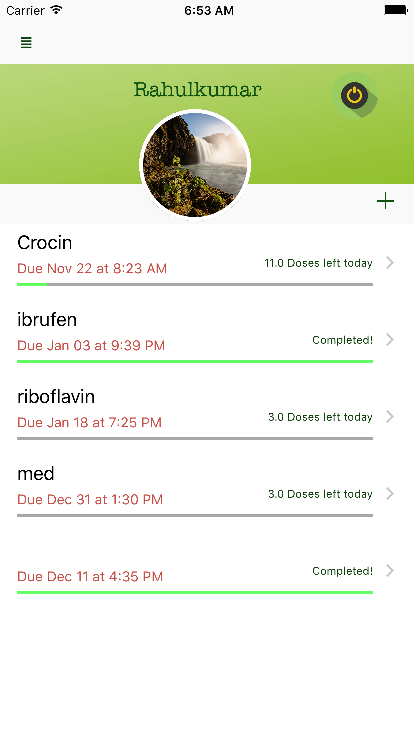 Carrier 6:53 AM
Rahulkumar
Crocin
Due Nov 22 at 8:23 AM 11.0 Doses left today
ibrufen
Due Jan 03 at 9:39 PM Completed!
riboflavin
Due Jan 18 at 7:25 PM 3.0 Doses left today
med
Due Dec 31 at 1:30 PM 3.0 Doses left today
Due Dec 11 at 4:35 PM Completed!